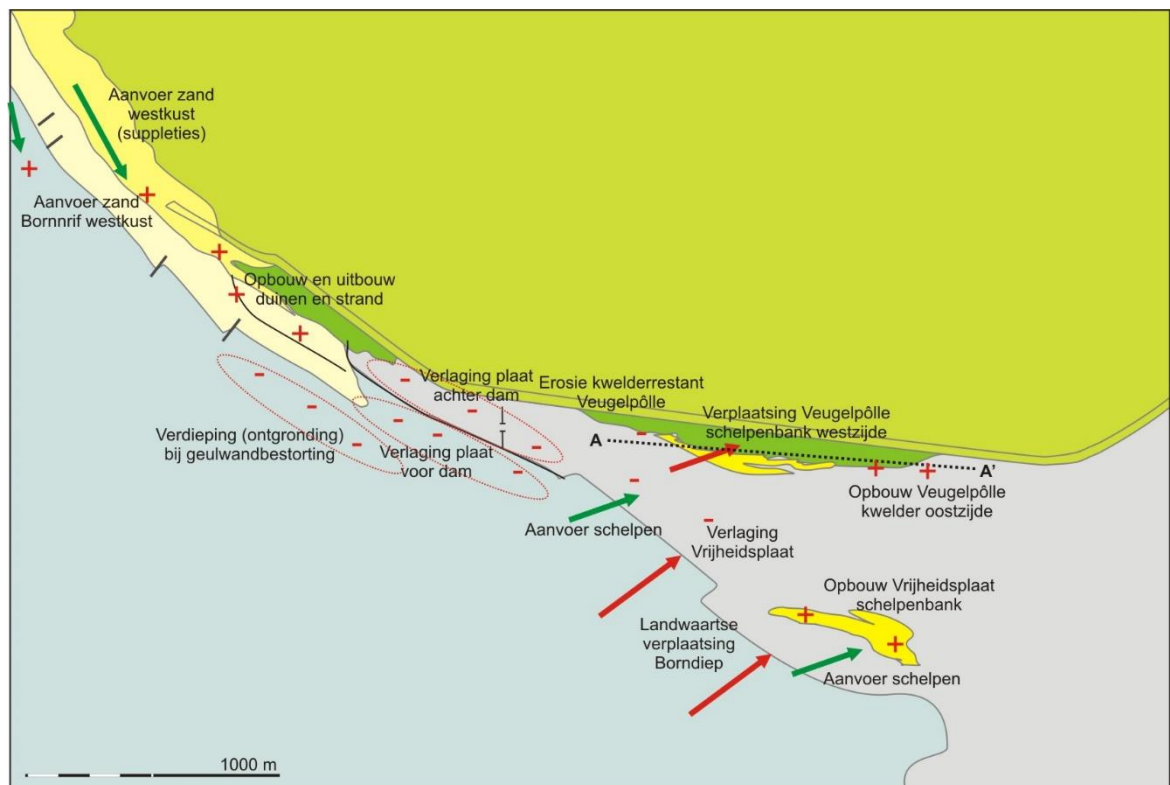 Aanvoer zand
westkust
(suppleties)
+
+
Aanvoer zand
Bornnrif westkust
+
Opbouw en uitbouw
duinen en strand
+
+
Verlaging plaat
achter dam
-
-
-
Erosie kwelderrestant
Veugelpôlle
-
Verplaatsing Veugelpôlle
schelpenbank westzijde
A
A'
+
+
Opbouw Veugelpôlle
kwelder oostzijde
-
-
-
Verdieping (ontgronding)
bij geulwandbestorting
-
-
-
Verlaging plaat
voor dam
-
Aanvoer schelpen
-
Verlaging
Vrijheidsplaat
Opbouw Vrijheidsplaat
schelpenbank
+
+
Landwaartse
verplaatsing
Borndiep
Aanvoer schelpen
1000 m